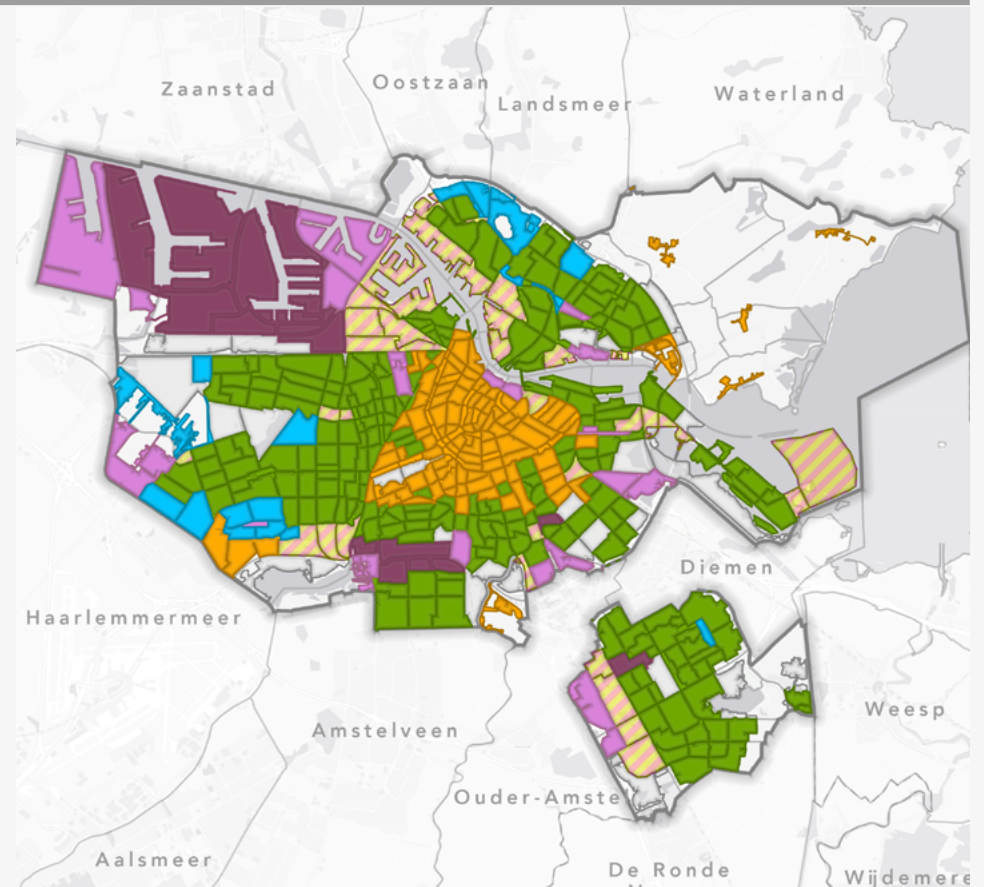 Zaanstad
Oostzaan
Landsmeer
Waterland
Diemen
Haarlemmermeer
Weesp
Amstelveen
Ouder-Amste
Aalsmeer
De Ronde
Wijdemere